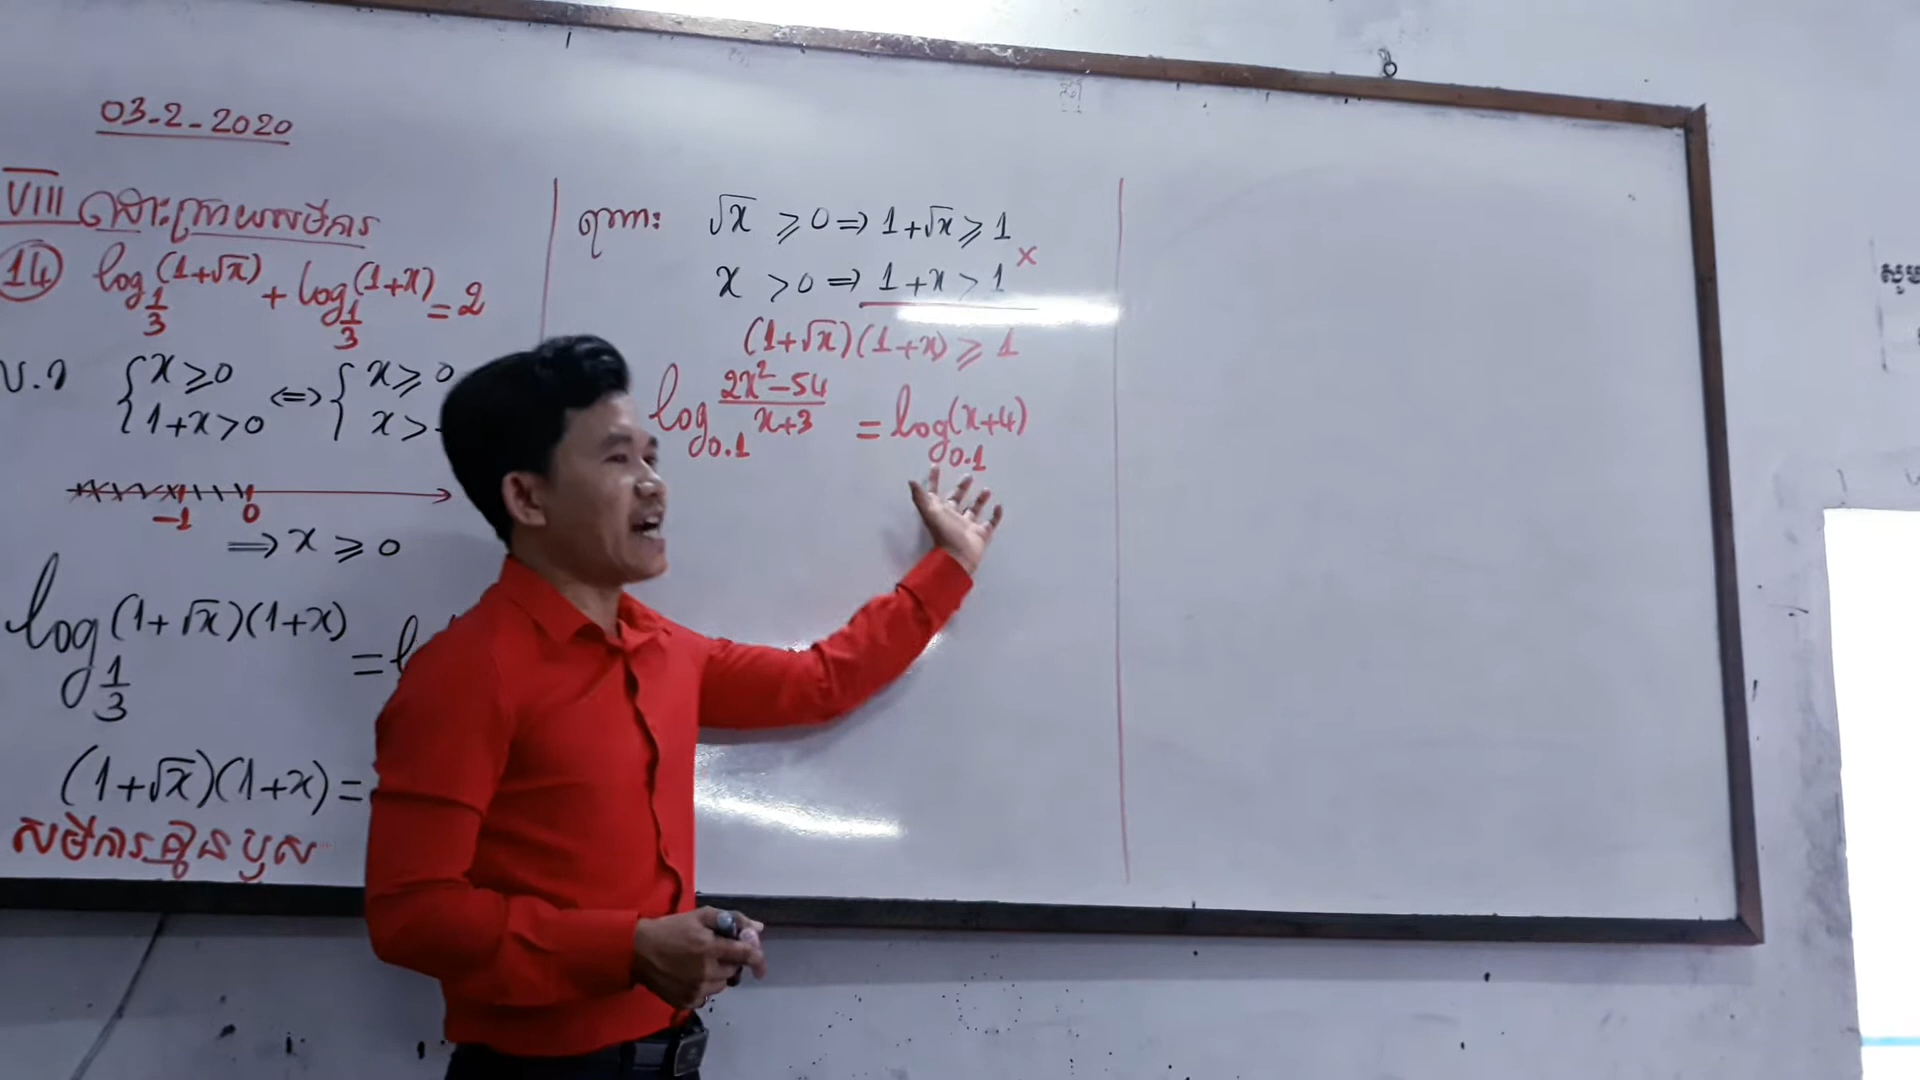 03-2-2020
VIII ដោះស្រាយសមីការ
14 log_{1/3}(1+√x) + log_{1/3}(1+x) = 2
{ x ≥ 0
1+x > 0 ⇔ { x ≥ 0
x >
-1 0
⇒ x ≥ 0
log_{1/3}(1+√x)(1+x) =
(1+√x)(1+x) =
សមីការគ្មានឫស
ព្រោះ √x ≥ 0 ⇒ 1+√x ≥ 1
×
x > 0 ⇒ 1+x > 1
(1+√x)(1+x) ≥ 1
log_{0.1} (2x²-54)/(x+3) = log_{0.1}(x+4)